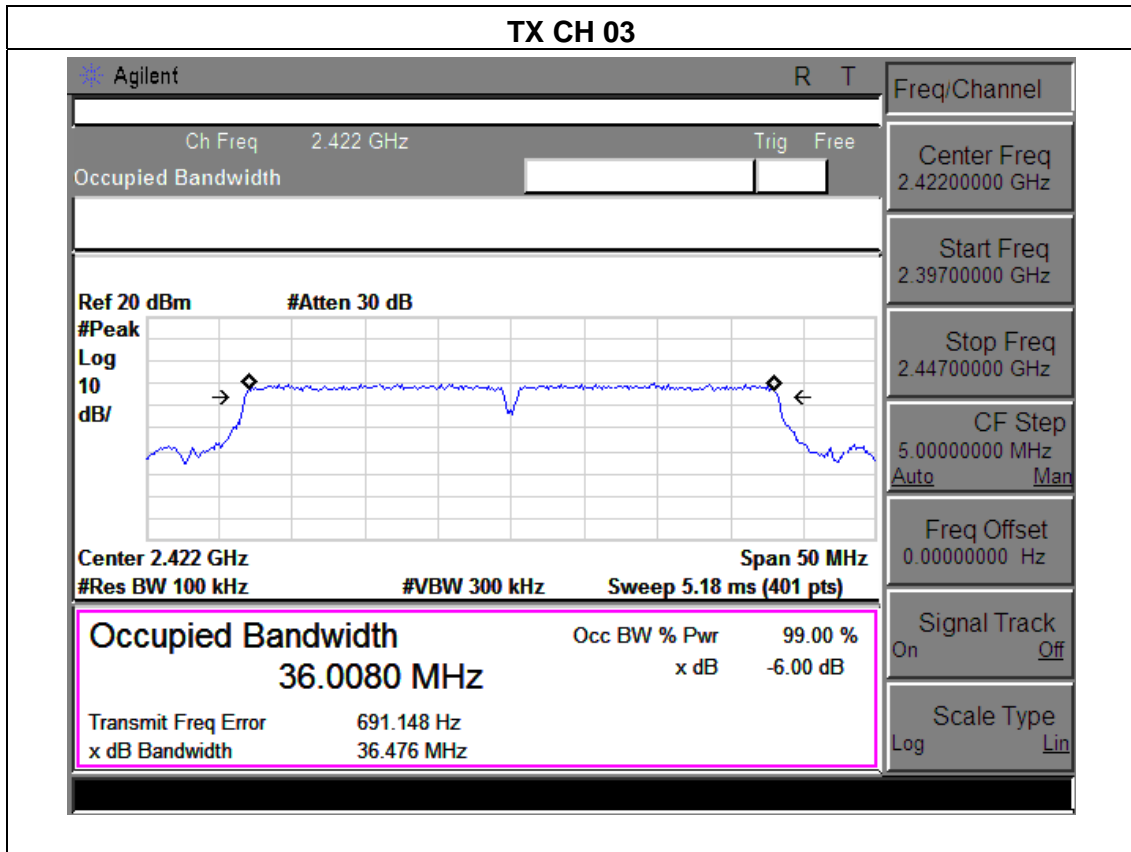 TX CH 03
Agilent R T
Ch Freq 2.422 GHz Trig Free
Occupied Bandwidth
Ref 20 dBm #Atten 30 dB
#Peak
Log
10
dB/
Center 2.422 GHz Span 50 MHz
#Res BW 100 kHz #VBW 300 kHz Sweep 5.18 ms (401 pts)
Occupied Bandwidth Occ BW % Pwr 99.00 %
36.0080 MHz x dB -6.00 dB
Transmit Freq Error 691.148 Hz
x dB Bandwidth 36.476 MHz
Freq/Channel
Center Freq
2.42200000 GHz
Start Freq
2.39700000 GHz
Stop Freq
2.44700000 GHz
CF Step
5.00000000 MHz
Auto Man
Freq Offset
0.00000000 Hz
Signal Track
On Off
Scale Type
Log Lin